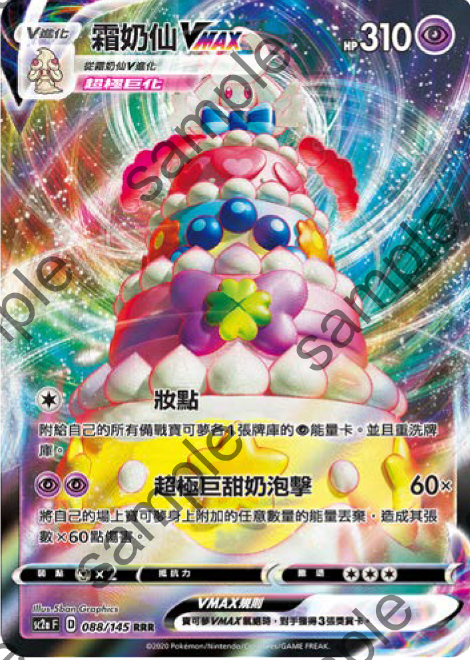 V進化
霜奶仙VMAX
HP 310
從霜奶仙V進化
超極巨化
sample
sample
sample
sample
sample
sample
妝點
附給自己的所有備戰寶可夢各1張牌庫的能量卡。並且重洗牌
庫。
超極巨甜奶泡擊 60×
將自己的場上寶可夢身上附加的任意數量的能量丟棄,造成其張
數×60點傷害。
弱點 ×2 抵抗力 撤退
Illus. 5ban Graphics
VMAX規則
sc2a F D 088/145 RRR
寶可夢VMAX氣絕時,對手獲得3張獎賞卡。
©2020 Pokémon/Nintendo/Creatures/GAME FREAK.